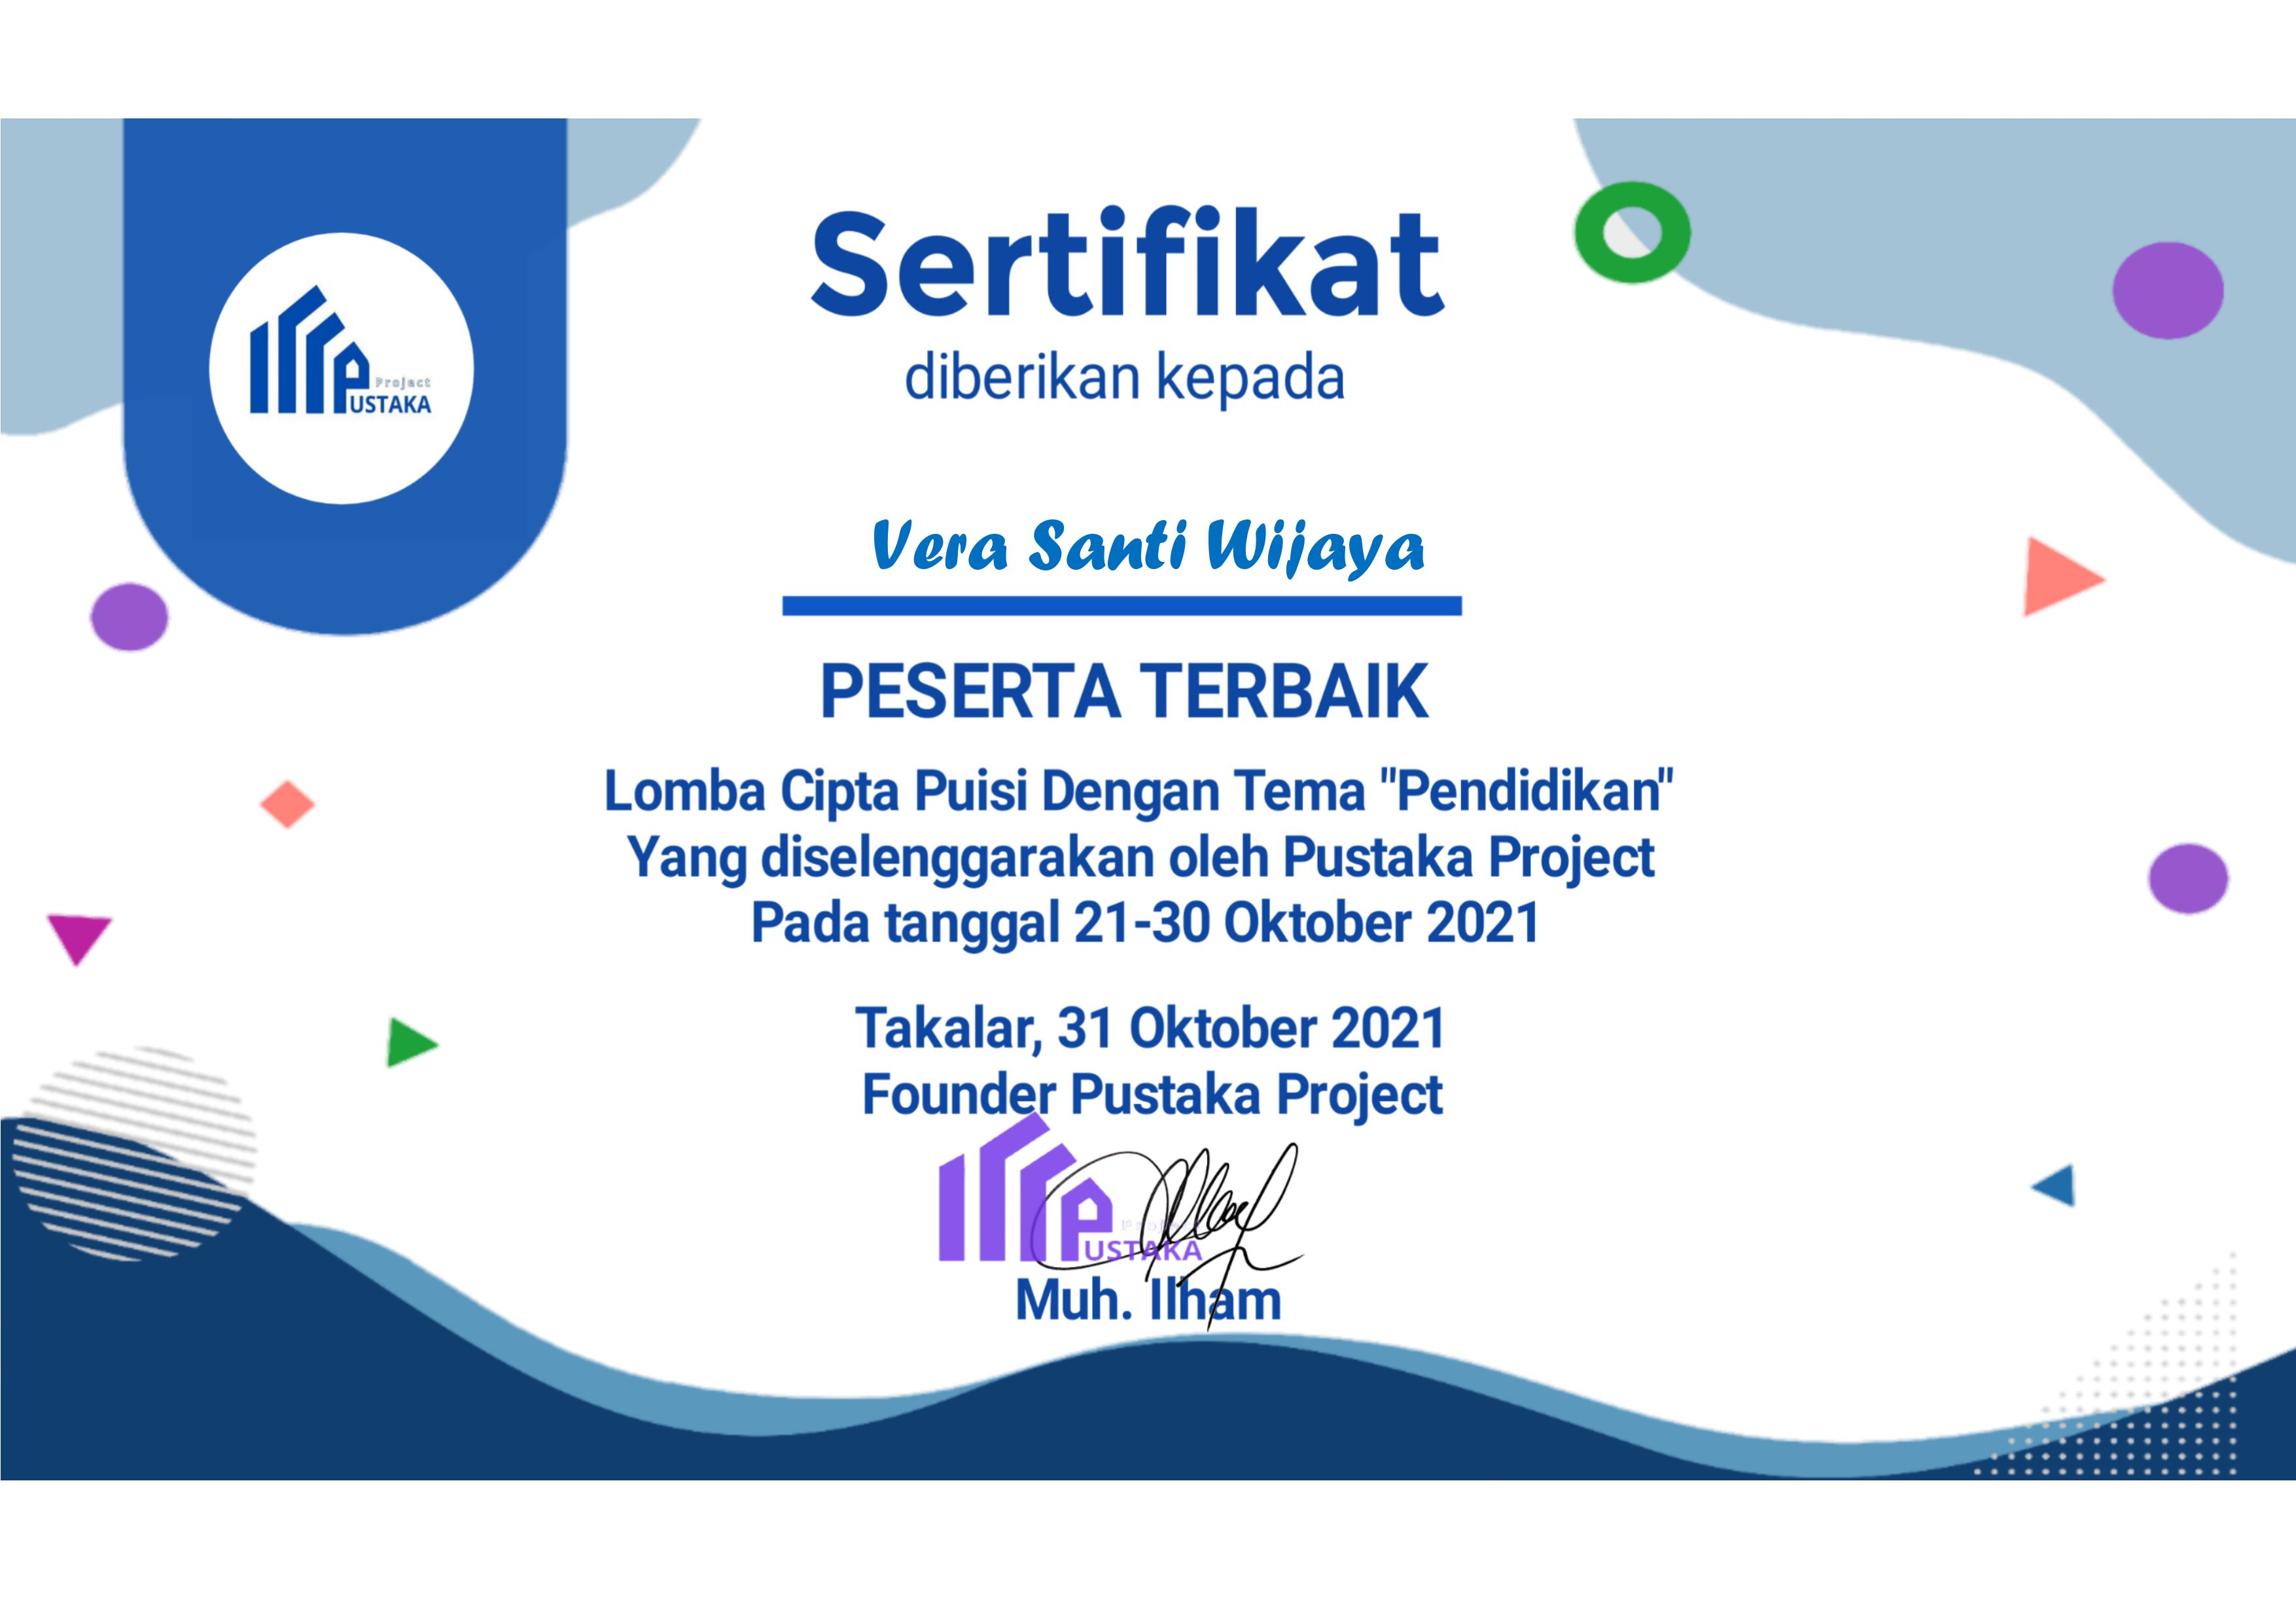 Project
PUSTAKA
Sertifikat
diberikan kepada
Vera Santi Wijaya
PESERTA TERBAIK
Lomba Cipta Puisi Dengan Tema "Pendidikan"
Yang diselenggarakan oleh Pustaka Project
Pada tanggal 21-30 Oktober 2021
Takalar, 31 Oktober 2021
Founder Pustaka Project
Project
PUSTAKA
Muh. Ilham